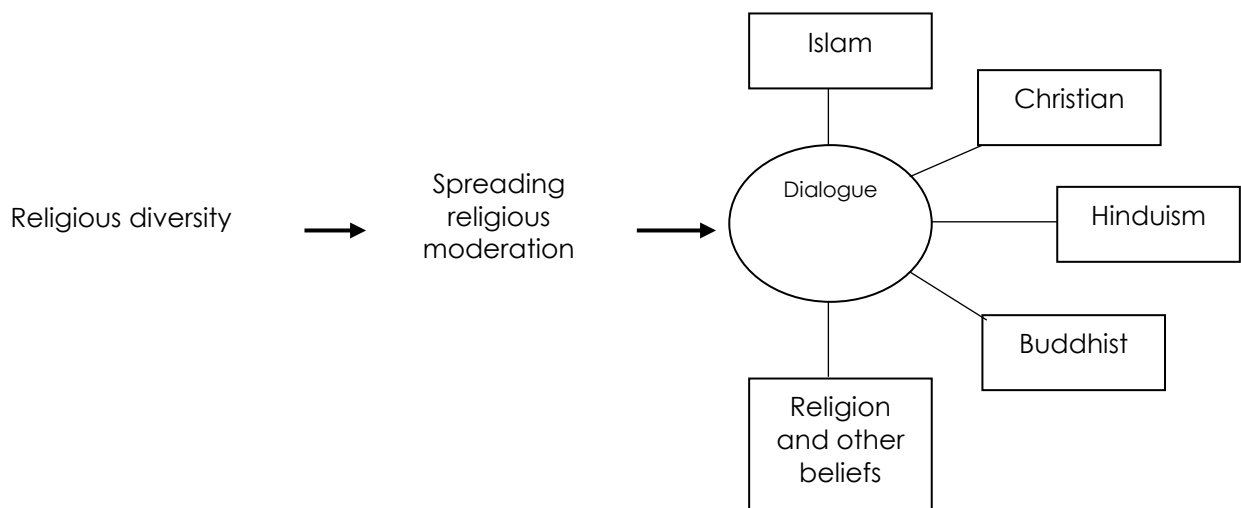 Religious diversity
Spreading
religious
moderation
Dialogue
Islam
Christian
Hinduism
Buddhist
Religion
and other
beliefs